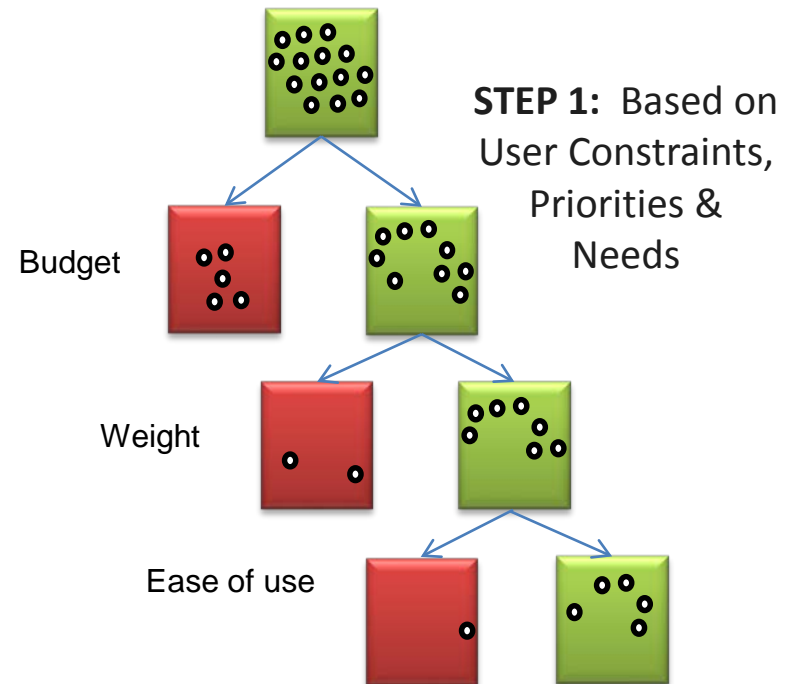 STEP 1: Based on
User Constraints,
Priorities &
Needs
Budget
Weight
Ease of use